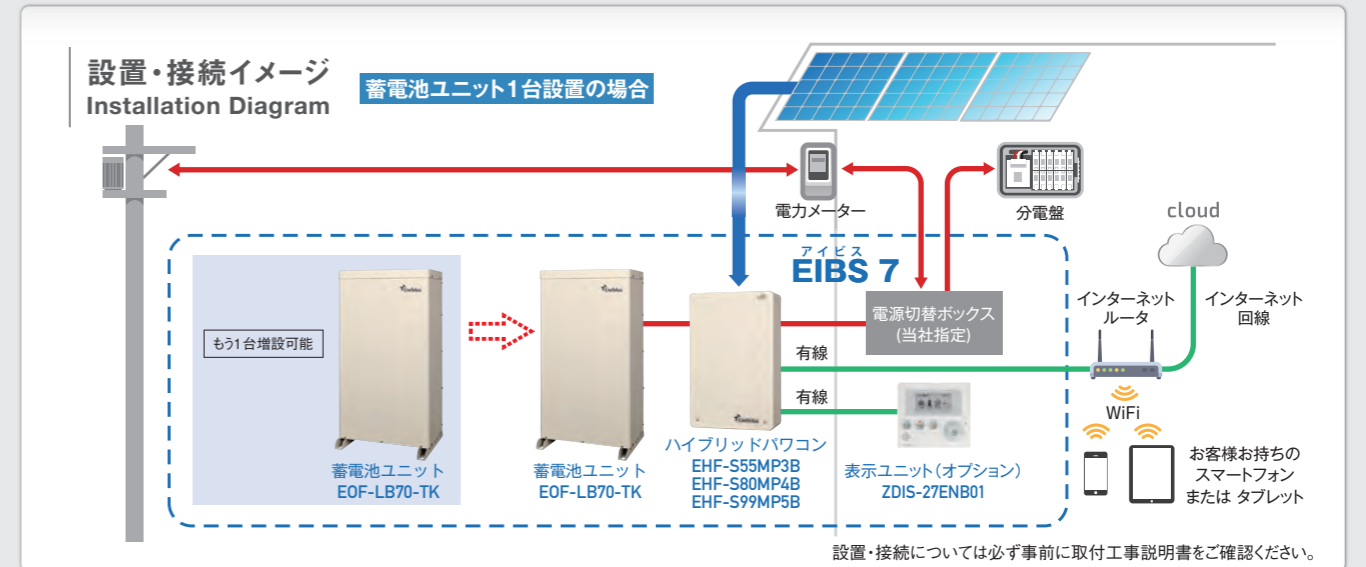 設置・接続イメージ
Installation Diagram
蓄電池ユニット1台設置の場合
電力メーター
分電盤
cloud
アイビス
EIBS 7
もう1台増設可能
電源切替ボックス
(当社指定)
インターネット
ルータ
インターネット
回線
有線
有線
WiFi
蓄電池ユニット
EOF-LB70-TK
蓄電池ユニット
EOF-LB70-TK
ハイブリッドパワコン
EHF-S55MP3B
EHF-S80MP4B
EHF-S99MP5B
表示ユニット(オプション)
ZDIS-27ENB01
お客様お持ちの
スマートフォン
または タブレット
設置・接続については必ず事前に取付工事説明書をご確認ください。